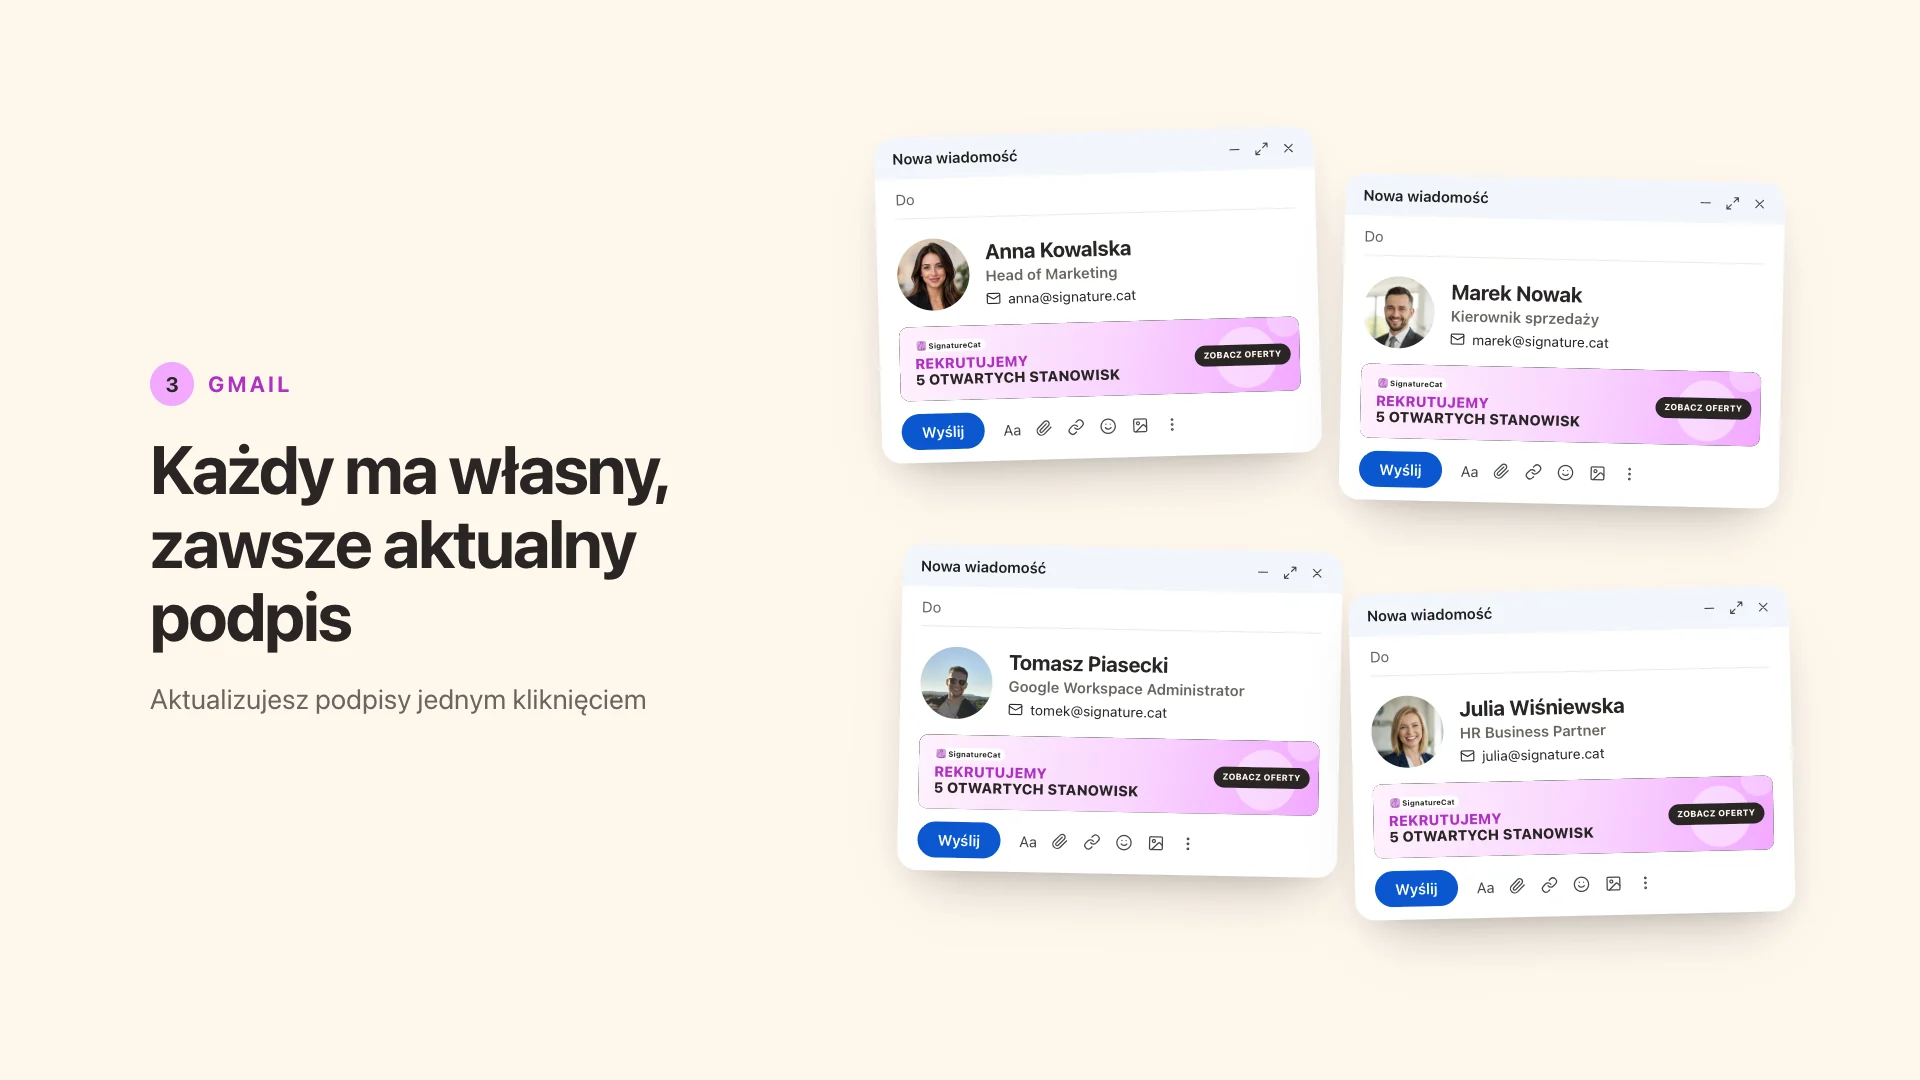 3 GMAIL
Każdy ma własny,
zawsze aktualny
podpis
Aktualizujesz podpisy jednym kliknięciem
Nowa wiadomość
Do
Anna Kowalska
Head of Marketing
anna@signature.cat
SignatureCat
REKRUTUJEMY
5 OTWARTYCH STANOWISK
ZOBACZ OFERTY
Wyślij Aa
Nowa wiadomość
Do
Marek Nowak
Kierownik sprzedaży
marek@signature.cat
SignatureCat
REKRUTUJEMY
5 OTWARTYCH STANOWISK
ZOBACZ OFERTY
Wyślij Aa
Nowa wiadomość
Do
Tomasz Piasecki
Google Workspace Administrator
tomek@signature.cat
SignatureCat
REKRUTUJEMY
5 OTWARTYCH STANOWISK
ZOBACZ OFERTY
Wyślij Aa
Nowa wiadomość
Do
Julia Wiśniewska
HR Business Partner
julia@signature.cat
SignatureCat
REKRUTUJEMY
5 OTWARTYCH STANOWISK
ZOBACZ OFERTY
Wyślij Aa